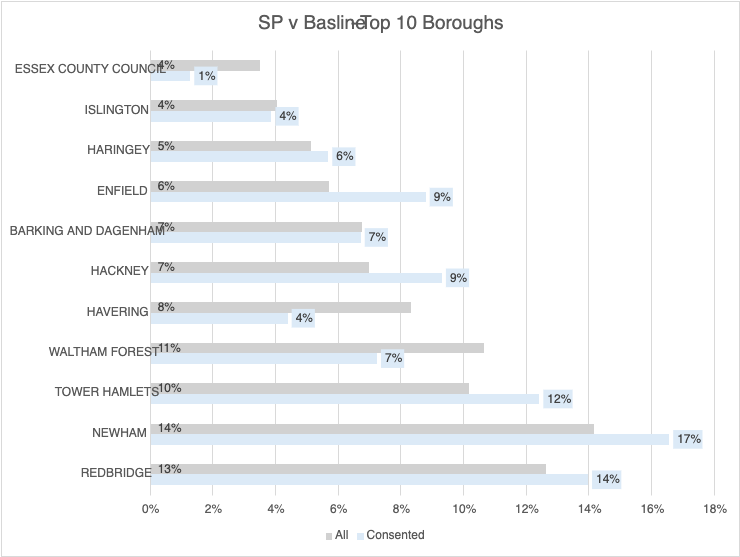 SP v Basline-Top 10 Boroughs
ESSEX COUNTY COUNCIL 4%
1%
ISLINGTON 4%
4%
HARINGEY 5%
6%
ENFIELD 6%
9%
BARKING AND DAGENHAM 7%
7%
HACKNEY 7%
9%
HAVERING 8%
4%
WALTHAM FOREST 11%
7%
TOWER HAMLETS 10%
12%
NEWHAM 14%
17%
REDBRIDGE 13%
14%
0% 2% 4% 6% 8% 10% 12% 14% 16% 18%
All Consented